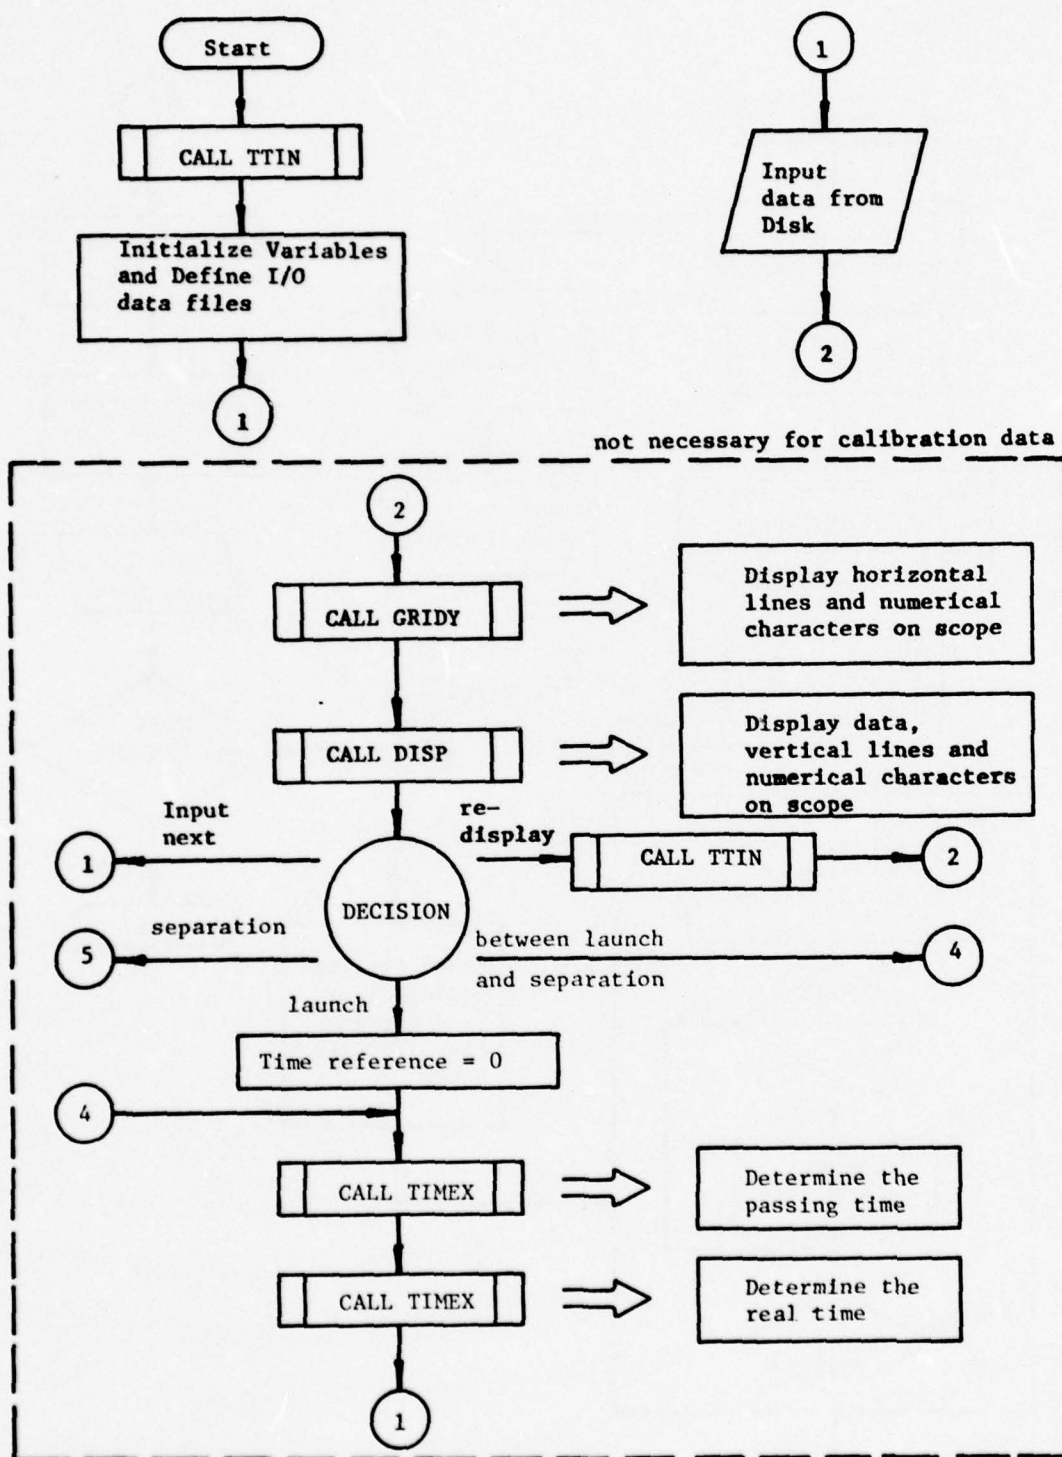 Start
CALL TTIN
Initialize Variables
and Define I/O
data files
1
1
Input
data from
Disk
2
not necessary for calibration data
2
CALL GRIDY
Display horizontal
lines and numerical
characters on scope
CALL DISP
Display data,
vertical lines and
numerical characters
on scope
Input
next
re-
display
1
CALL TTIN
2
DECISION
separation
5
between launch
and separation
4
launch
Time reference = 0
4
CALL TIMEX
Determine the
passing time
CALL TIMEX
Determine the
real time
1